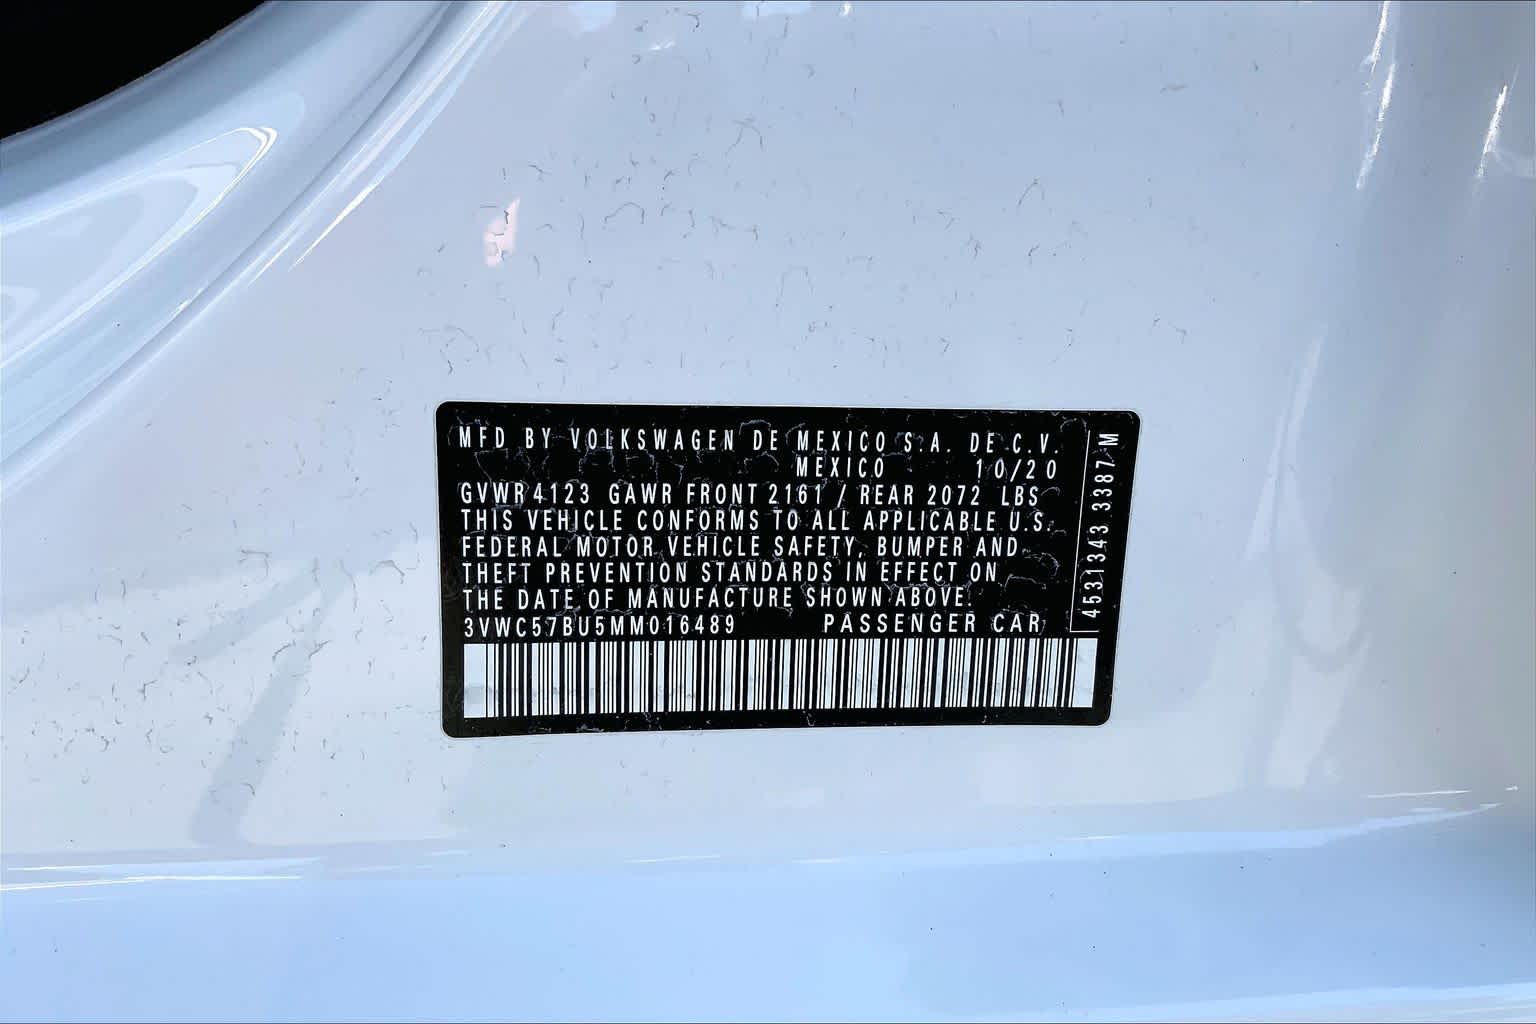 MFD BY VOLKSWAGEN DE MEXICO S.A. DE C.V.
MEXICO 10/20
GVWR 4123 GAWR FRONT 2161 / REAR 2072 LBS
THIS VEHICLE CONFORMS TO ALL APPLICABLE U.S.
FEDERAL MOTOR VEHICLE SAFETY, BUMPER AND
THEFT PREVENTION STANDARDS IN EFFECT ON
THE DATE OF MANUFACTURE SHOWN ABOVE.
3VWC57BU5MM016489 PASSENGER CAR
4531343 3387 M